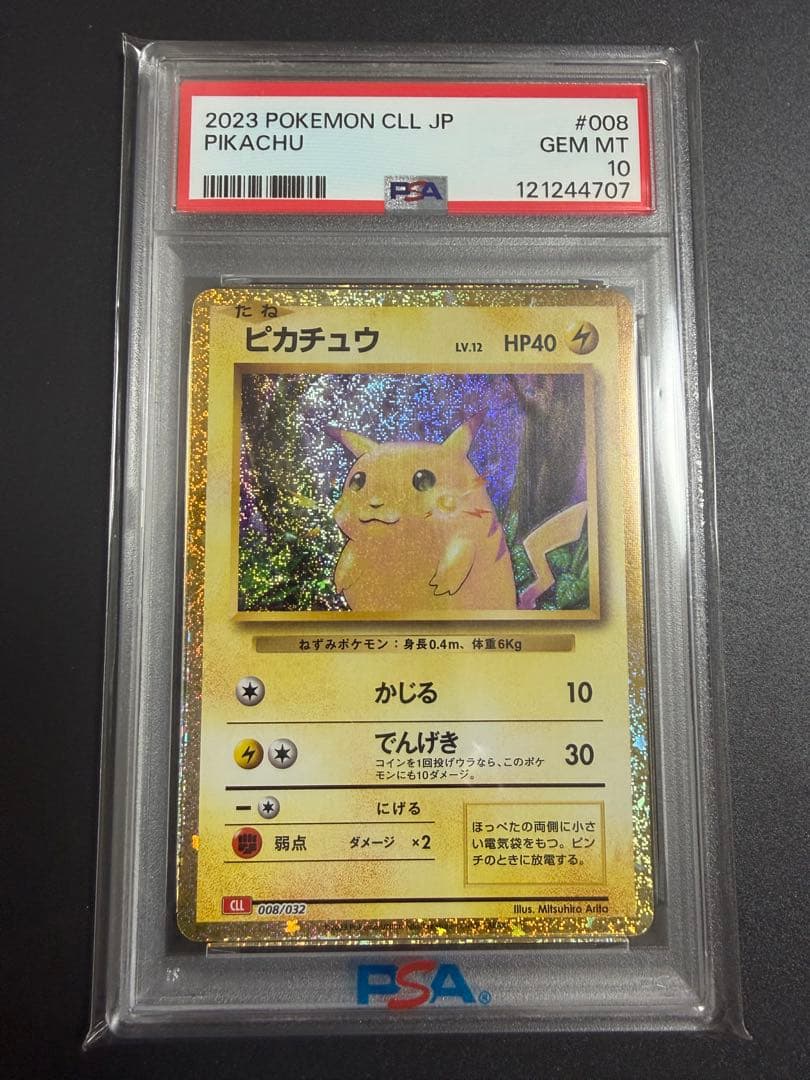 2023 POKEMON CLL JP #008
PIKACHU GEM MT
10
PSA 121244707
たね
ピカチュウ LV.12 HP40
ねずみポケモン：身長0.4m、体重6Kg
かじる 10
でんげき 30
コインを1回投げウラなら、このポケ
モンにも10ダメージ。
にげる
弱点 ダメージ ×2
ほっぺたの両側に小さ
い電気袋をもつ。ピン
チのときに放電する。
CLL 008/032 Illus. Mitsuhiro Arita
PSA®